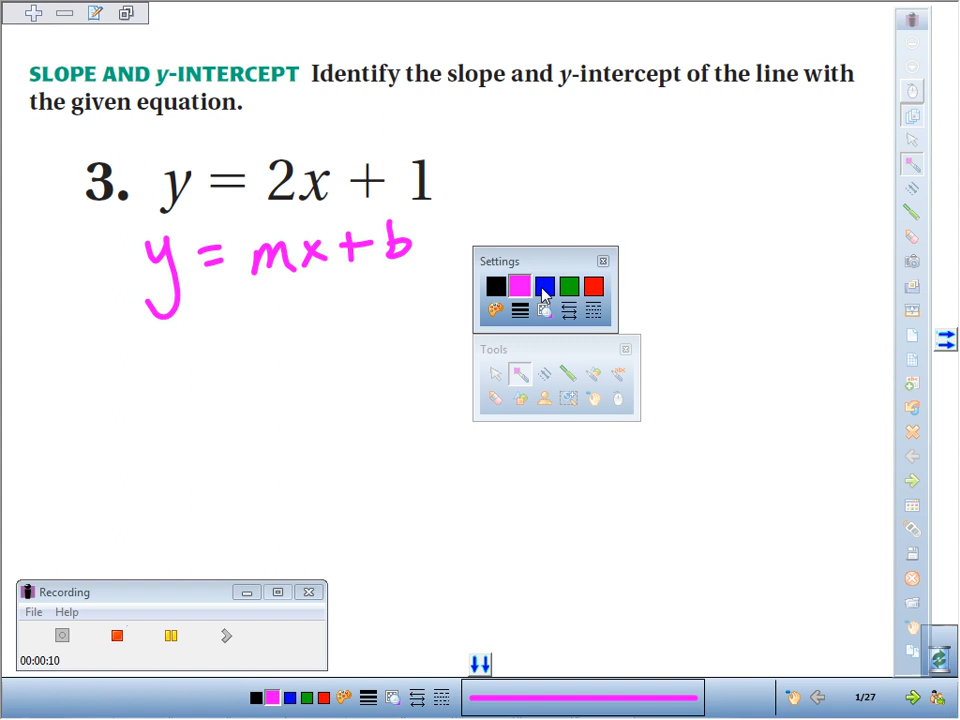 SLOPE AND y-INTERCEPT Identify the slope and y-intercept of the line with
the given equation.
3. y = 2x + 1
y = mx + b
Settings
Tools
Recording
File Help
00:00:10
1/27